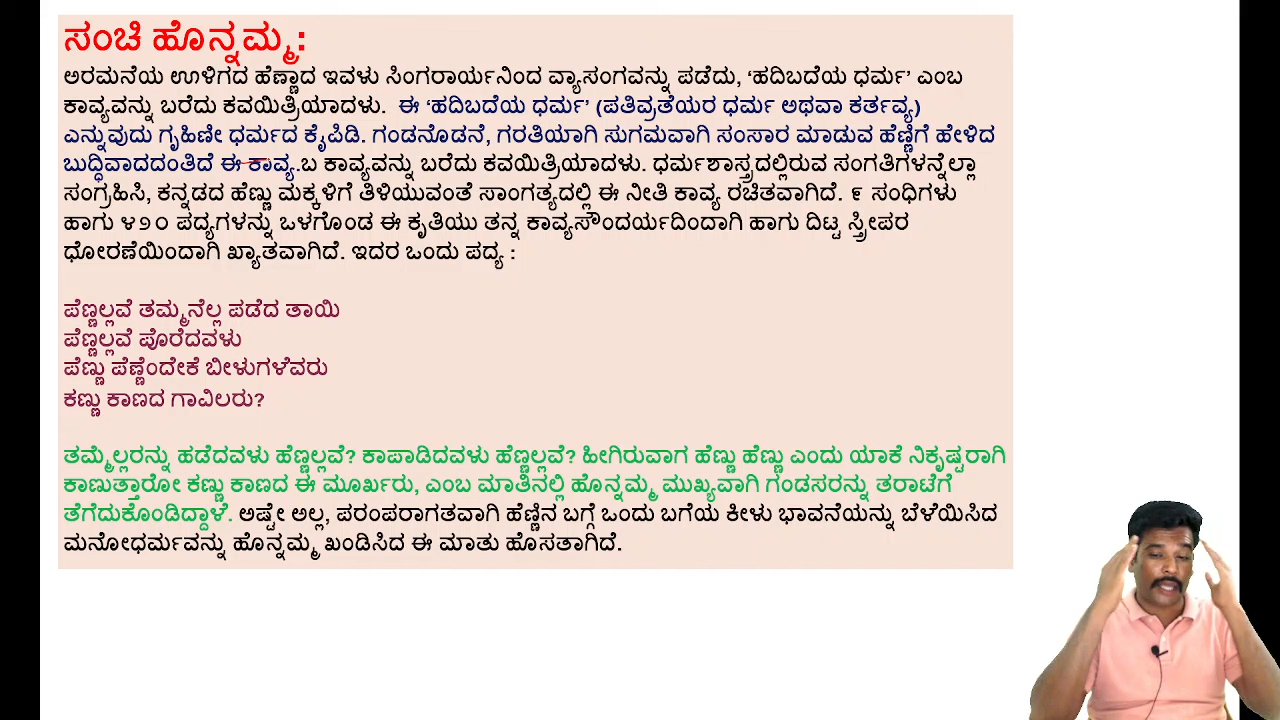 ಸಂಚಿ ಹೊನ್ನಮ್ಮ:
ಅರಮನೆಯ ಊಳಿಗದ ಹೆಣ್ಣಾದ ಇವಳು ಸಿಂಗರಾರ್ಯನಿಂದ ವ್ಯಾಸಂಗವನ್ನು ಪಡೆದು, ‘ಹದಿಬದೆಯ ಧರ್ಮ’ ಎಂಬ
ಕಾವ್ಯವನ್ನು ಬರೆದು ಕವಯಿತ್ರಿಯಾದಳು. ಈ ‘ಹದಿಬದೆಯ ಧರ್ಮ’ (ಪತಿವ್ರತೆಯರ ಧರ್ಮ ಅಥವಾ ಕರ್ತವ್ಯ)
ಎನ್ನುವುದು ಗೃಹಿಣೀ ಧರ್ಮದ ಕೈಪಿಡಿ. ಗಂಡನೊಡನೆ, ಗರತಿಯಾಗಿ ಸುಗಮವಾಗಿ ಸಂಸಾರ ಮಾಡುವ ಹೆಣ್ಣಿಗೆ ಹೇಳಿದ
ಬುದ್ಧಿವಾದದಂತಿದೆ ಈ ಕಾವ್ಯ.ಬ ಕಾವ್ಯವನ್ನು ಬರೆದು ಕವಯಿತ್ರಿಯಾದಳು. ಧರ್ಮಶಾಸ್ತ್ರದಲ್ಲಿರುವ ಸಂಗತಿಗಳನ್ನೆಲ್ಲಾ
ಸಂಗ್ರಹಿಸಿ, ಕನ್ನಡದ ಹೆಣ್ಣು ಮಕ್ಕಳಿಗೆ ತಿಳಿಯುವಂತೆ ಸಾಂಗತ್ಯದಲ್ಲಿ ಈ ನೀತಿ ಕಾವ್ಯ ರಚಿತವಾಗಿದೆ. ೯ ಸಂಧಿಗಳು
ಹಾಗು ೪೨೦ ಪದ್ಯಗಳನ್ನು ಒಳಗೊಂಡ ಈ ಕೃತಿಯು ತನ್ನ ಕಾವ್ಯಸೌಂದರ್ಯದಿಂದಾಗಿ ಹಾಗು ದಿಟ್ಟ ಸ್ತ್ರೀಪರ
ಧೋರಣೆಯಿಂದಾಗಿ ಖ್ಯಾತವಾಗಿದೆ. ಇದರ ಒಂದು ಪದ್ಯ :
ಪೆಣ್ಣಲ್ಲವೆ ತಮ್ಮನೆಲ್ಲ ಪಡೆದ ತಾಯಿ
ಪೆಣ್ಣಲ್ಲವೆ ಪೊರೆದವಳು
ಪೆಣ್ಣು ಪೆಣ್ಣೆಂದೇಕೆ ಬೀಳುಗಳೆವರು
ಕಣ್ಣು ಕಾಣದ ಗಾವಿಲರು?
ತಮ್ಮೆಲ್ಲರನ್ನು ಹಡೆದವಳು ಹೆಣ್ಣಲ್ಲವೆ? ಕಾಪಾಡಿದವಳು ಹೆಣ್ಣಲ್ಲವೆ? ಹೀಗಿರುವಾಗ ಹೆಣ್ಣು ಹೆಣ್ಣು ಎಂದು ಯಾಕೆ ನಿಕೃಷ್ಟರಾಗಿ
ಕಾಣುತ್ತಾರೋ ಕಣ್ಣು ಕಾಣದ ಈ ಮೂರ್ಖರು, ಎಂಬ ಮಾತಿನಲ್ಲಿ ಹೊನ್ನಮ್ಮ ಮುಖ್ಯವಾಗಿ ಗಂಡಸರನ್ನು ತರಾಟೆಗೆ
ತೆಗೆದುಕೊಂಡಿದ್ದಾಳೆ. ಅಷ್ಟೇ ಅಲ್ಲ, ಪರಂಪರಾಗತವಾಗಿ ಹೆಣ್ಣಿನ ಬಗ್ಗೆ ಒಂದು ಬಗೆಯ ಕೀಳು ಭಾವನೆಯನ್ನು ಬೆಳೆಯಿಸಿದ
ಮನೋಧರ್ಮವನ್ನು ಹೊನ್ನಮ್ಮ ಖಂಡಿಸಿದ ಈ ಮಾತು ಹೊಸತಾಗಿದೆ.